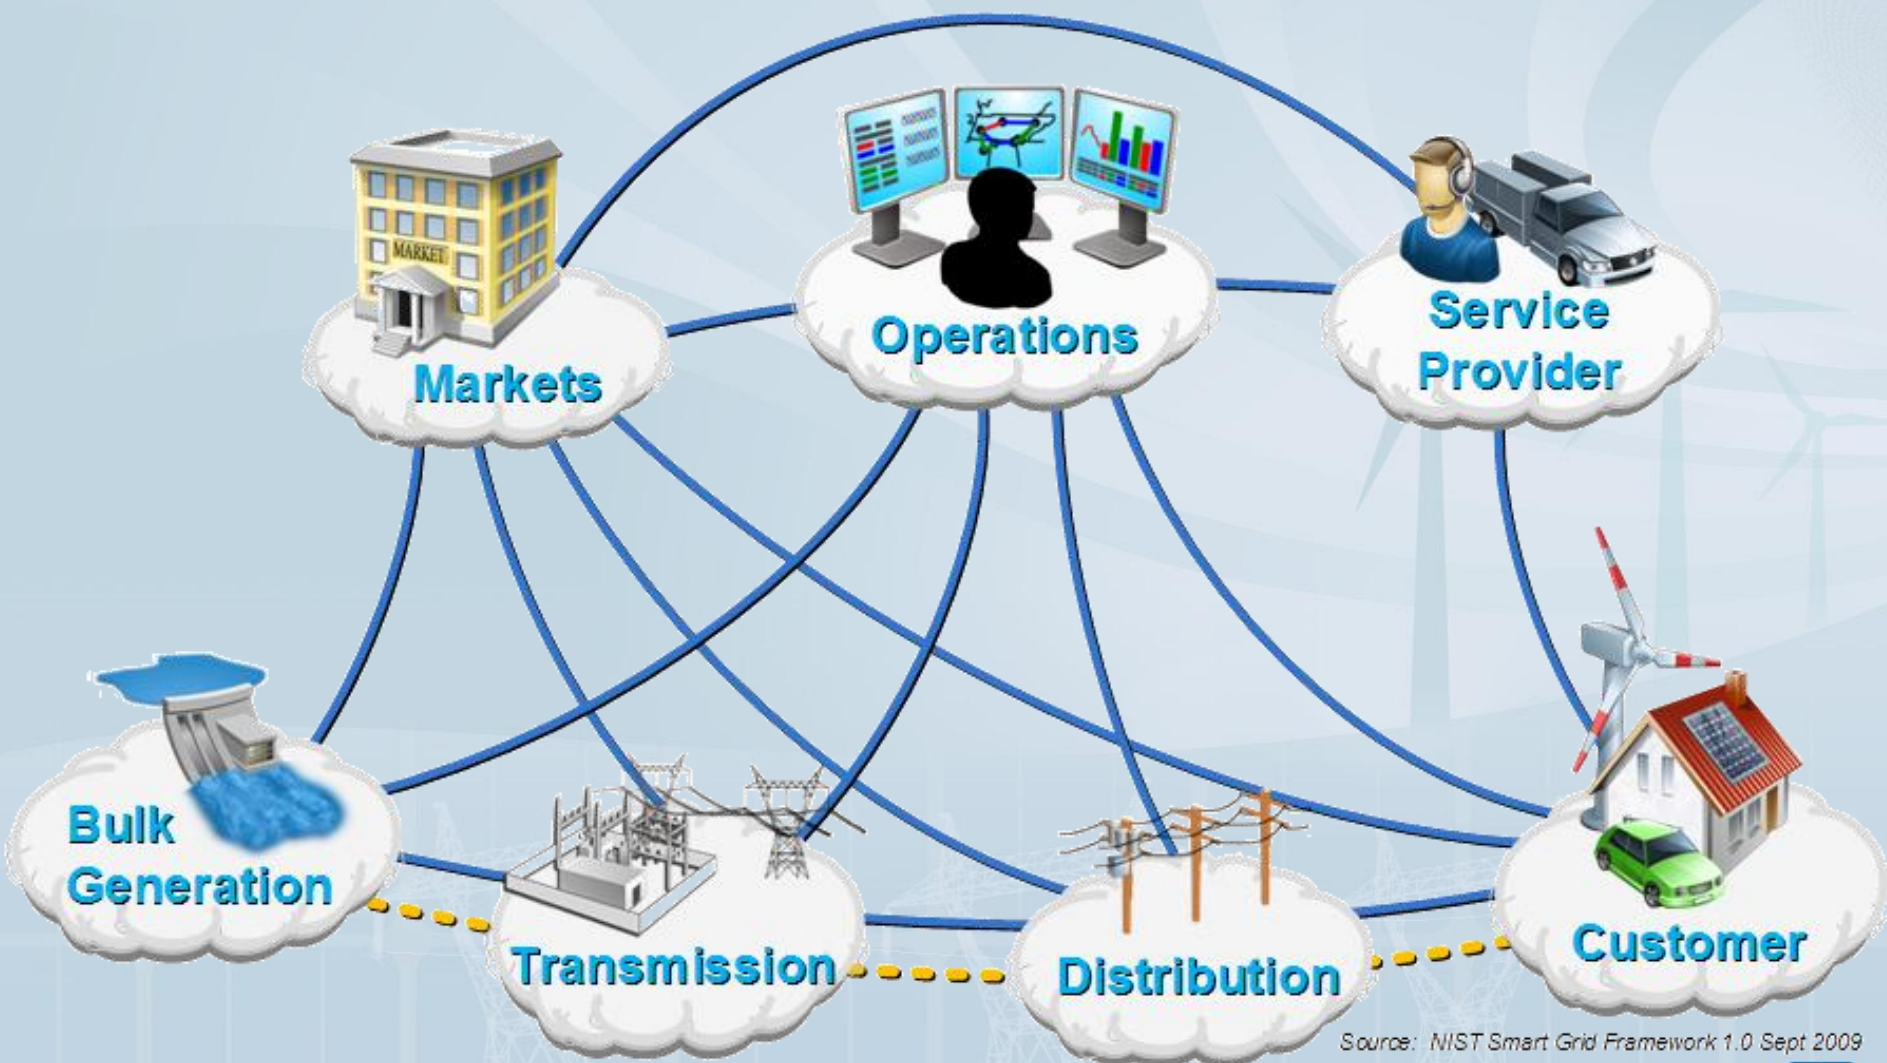 MARKET
Markets
Operations
Service
Provider
Bulk
Generation
Transmission
Distribution
Customer
Source: NIST Smart Grid Framework 1.0 Sept 2009